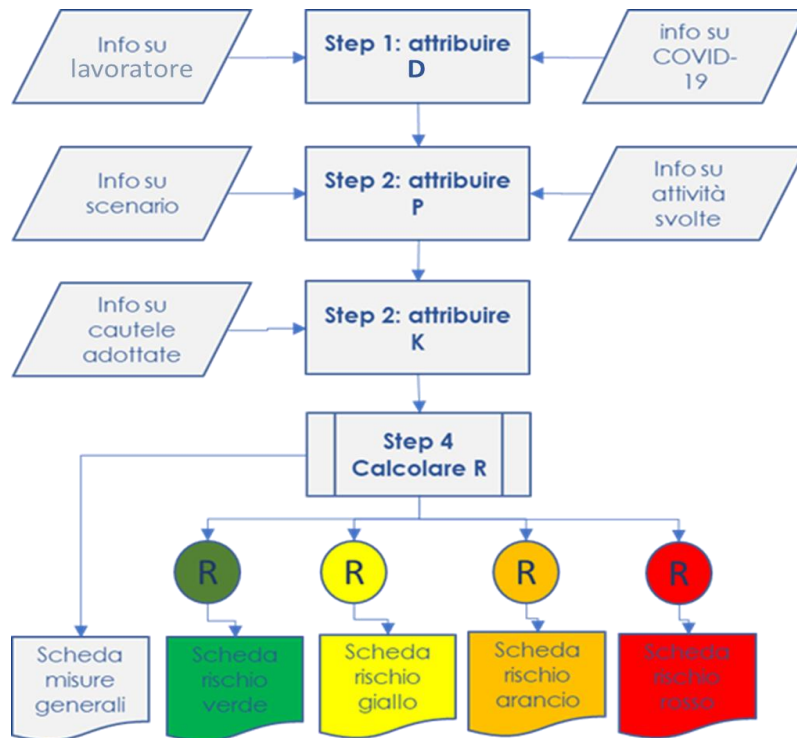 Info su
lavoratore
Step 1: attribuire
D
info su
COVID-
19
Info su
scenario
Step 2: attribuire
P
Info su
attività
svolte
Info su
cautele
adottate
Step 2: attribuire
K
Step 4
Calcolare R
R
R
R
R
Scheda
misure
generali
Scheda
rischio
verde
Scheda
rischio
giallo
Scheda
rischio
arancio
Scheda
rischio
rosso